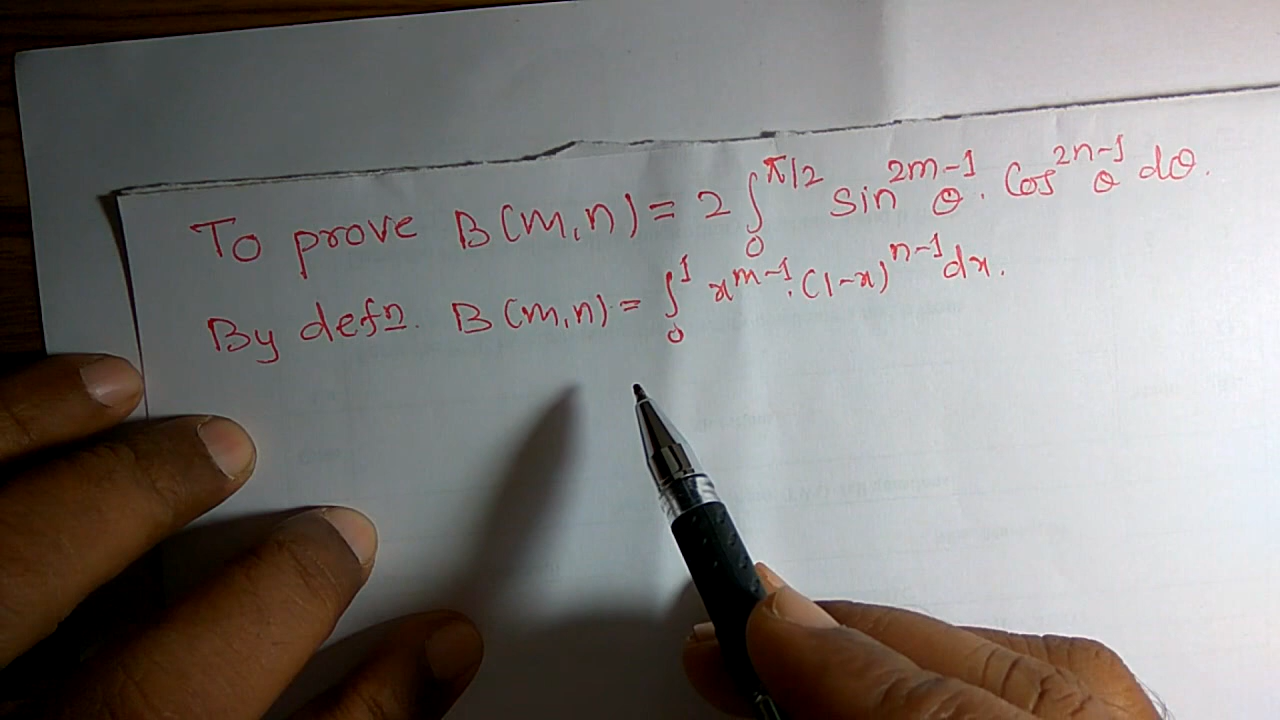 To prove B(m,n) = 2 ∫₀^π/2 sin^2m-1 θ. Cos^2n-1 θ dθ.
By defn. B(m,n) = ∫₀^1 x^m-1.(1-x)^n-1 dx.